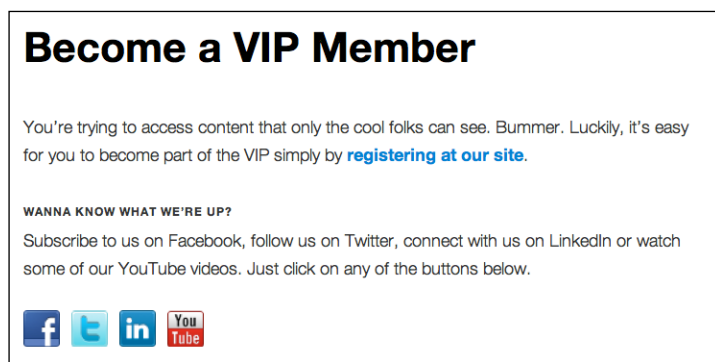 Become a VIP Member
You're trying to access content that only the cool folks can see. Bummer. Luckily, it's easy
for you to become part of the VIP simply by registering at our site.
WANNA KNOW WHAT WE'RE UP?
Subscribe to us on Facebook, follow us on Twitter, connect with us on LinkedIn or watch
some of our YouTube videos. Just click on any of the buttons below.
f t in You
Tube